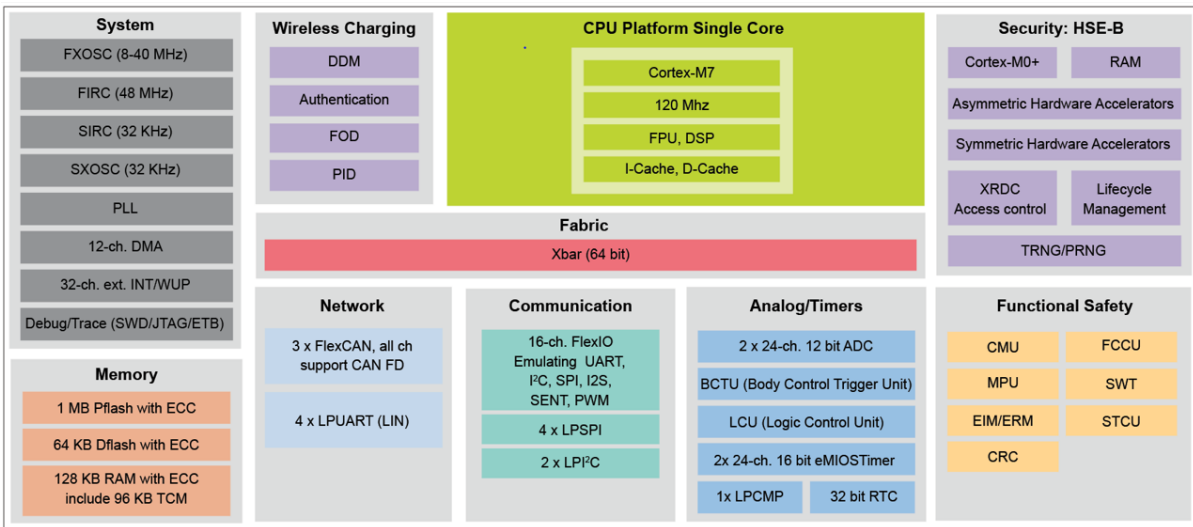 System
FXOSC (8-40 MHz)
FIRC (48 MHz)
SIRC (32 KHz)
SXOSC (32 KHz)
PLL
12-ch. DMA
32-ch. ext. INT/WUP
Debug/Trace (SWD/JTAG/ETB)
Memory
1 MB Pflash with ECC
64 KB Dflash with ECC
128 KB RAM with ECC
include 96 KB TCM
Wireless Charging
DDM
Authentication
FOD
PID
CPU Platform Single Core
Cortex-M7
120 Mhz
FPU, DSP
I-Cache, D-Cache
Security: HSE-B
Cortex-M0+
RAM
Asymmetric Hardware Accelerators
Symmetric Hardware Accelerators
XRDC
Access control
Lifecycle
Management
TRNG/PRNG
Fabric
Xbar (64 bit)
Network
3 x FlexCAN, all ch
support CAN FD
4 x LPUART (LIN)
Communication
16-ch. FlexIO
Emulating UART,
I²C, SPI, I2S,
SENT, PWM
4 x LPSPI
2 x LPI²C
Analog/Timers
2 x 24-ch. 12 bit ADC
BCTU (Body Control Trigger Unit)
LCU (Logic Control Unit)
2x 24-ch. 16 bit eMIOSTimer
1x LPCMP
32 bit RTC
Functional Safety
CMU
FCCU
MPU
SWT
EIM/ERM
STCU
CRC